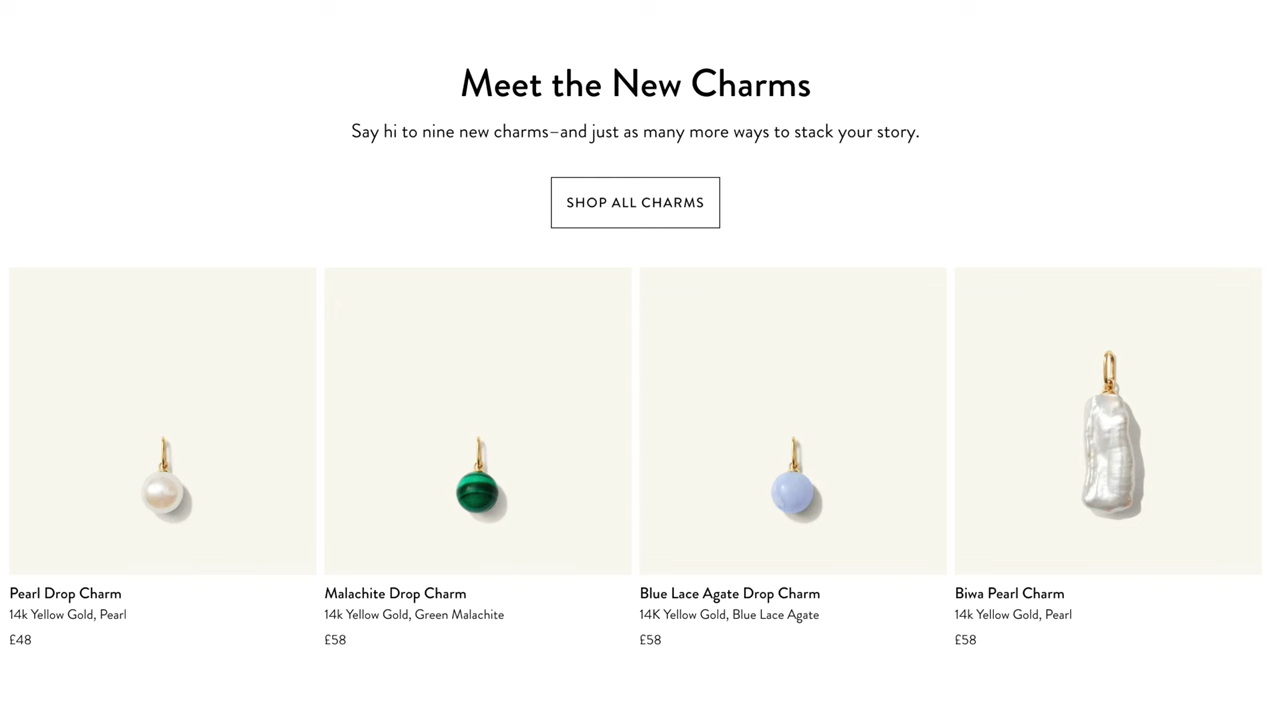 Meet the New Charms
Say hi to nine new charms–and just as many more ways to stack your story.
SHOP ALL CHARMS
Pearl Drop Charm
14k Yellow Gold, Pearl
£48
Malachite Drop Charm
14k Yellow Gold, Green Malachite
£58
Blue Lace Agate Drop Charm
14K Yellow Gold, Blue Lace Agate
£58
Biwa Pearl Charm
14k Yellow Gold, Pearl
£58